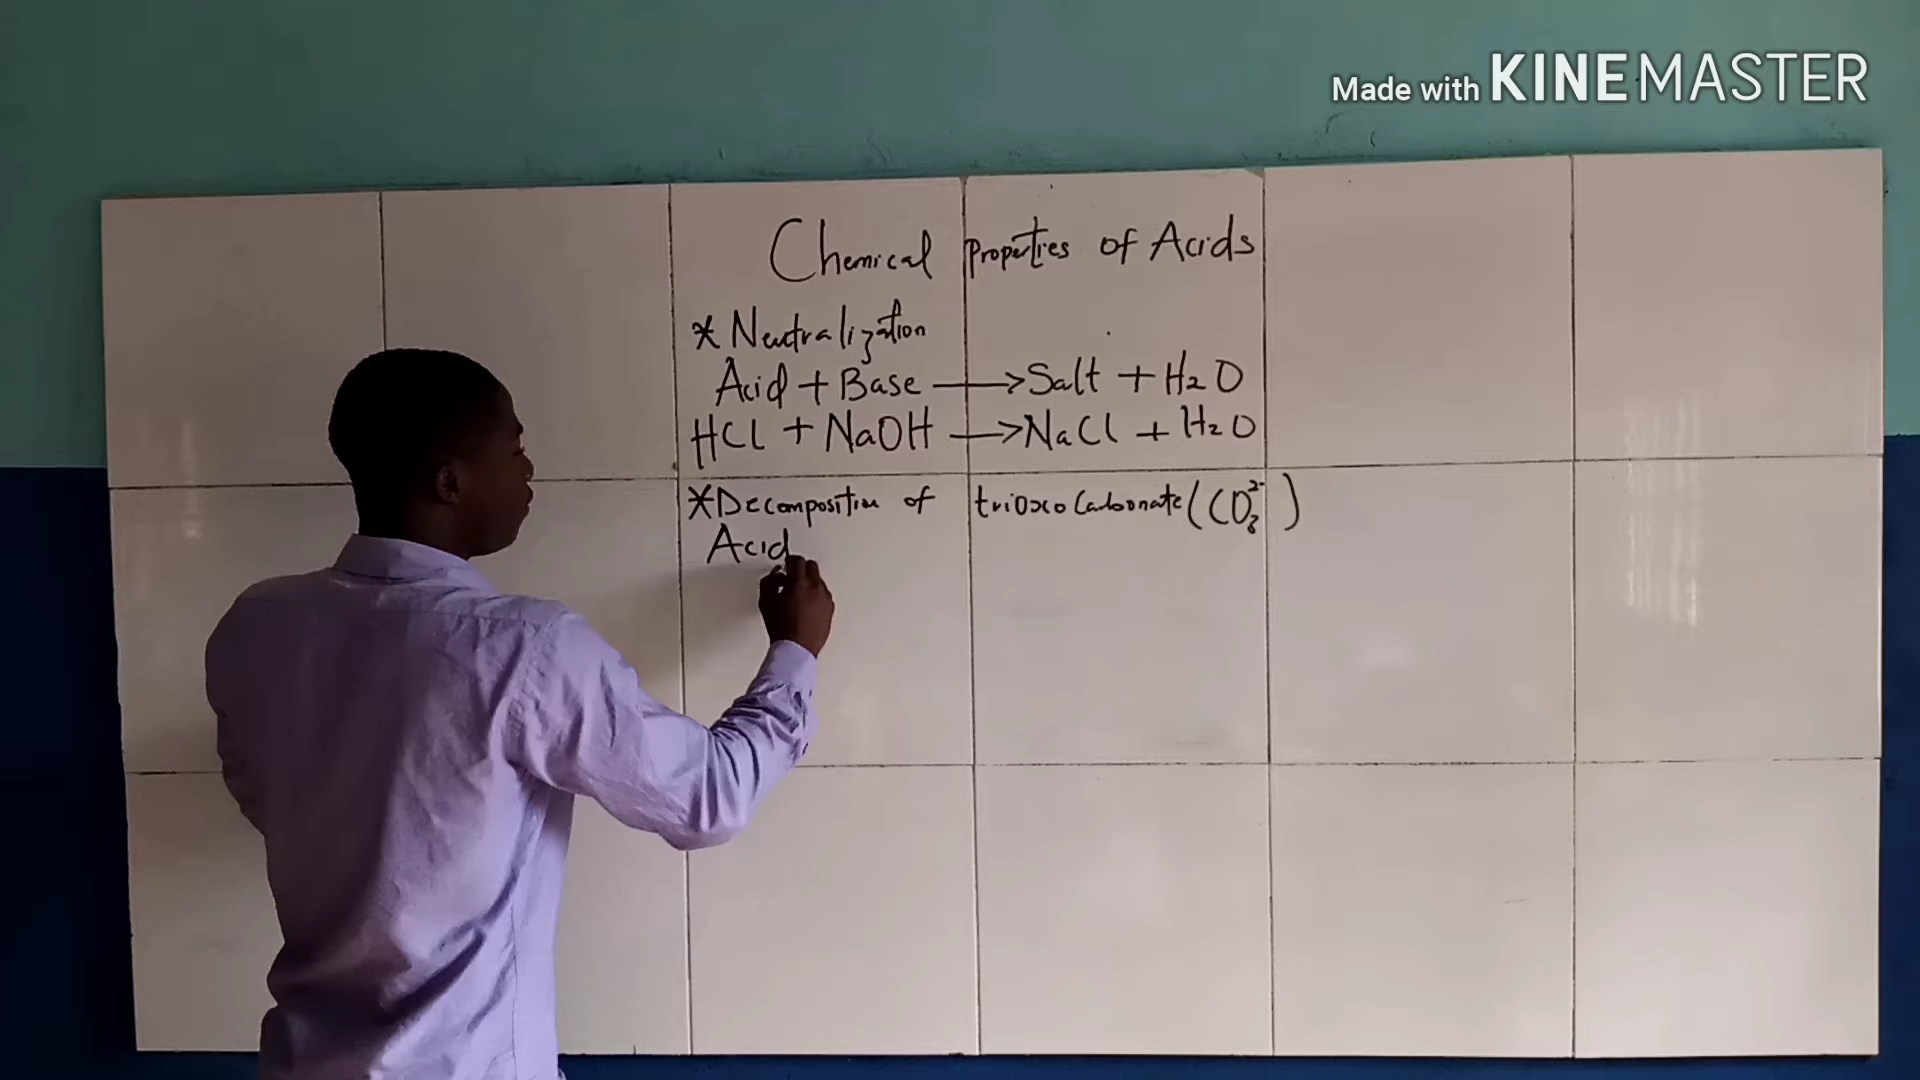 Made with KINEMASTER
Chemical Properties of Acids
* Neutralization
Acid + Base → Salt + H₂O
HCl + NaOH → NaCl + H₂O
* Decomposition of trioxocarbonate (CO₃²⁻)
Acid